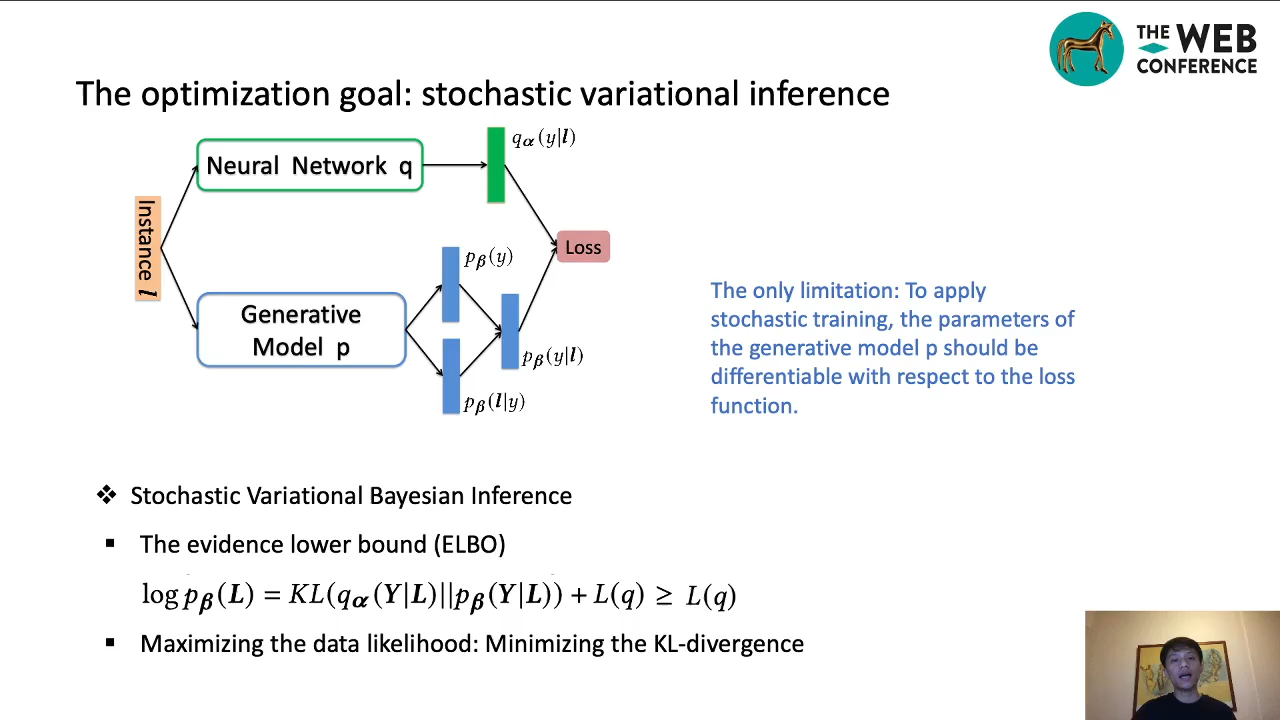 THE WEB
CONFERENCE
The optimization goal: stochastic variational inference
Neural Network q
qα(y|l)
Instance l
Loss
pβ(y)
Generative
Model p
pβ(y|l)
pβ(l|y)
The only limitation: To apply
stochastic training, the parameters of
the generative model p should be
differentiable with respect to the loss
function.
❖ Stochastic Variational Bayesian Inference
▪ The evidence lower bound (ELBO)
log pβ(L) = KL(qα(Y|L)||pβ(Y|L)) + L(q) ≥ L(q)
▪ Maximizing the data likelihood: Minimizing the KL-divergence